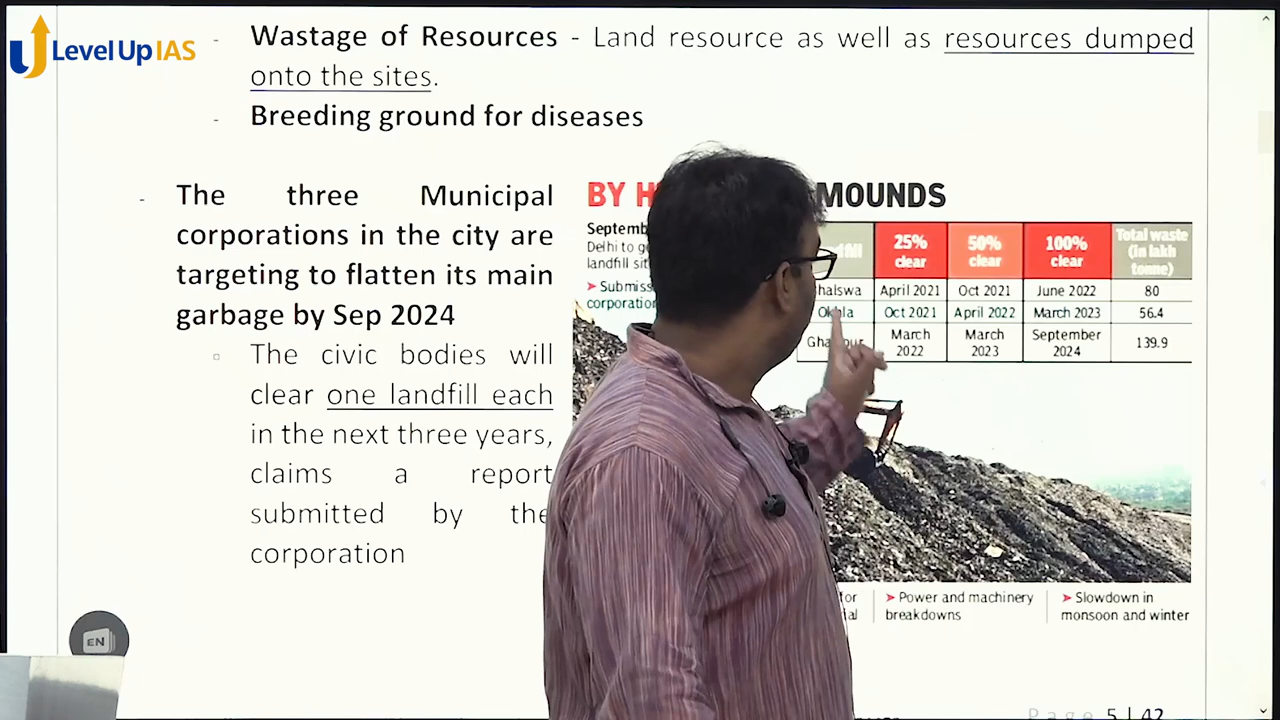 Level Up IAS
- Wastage of Resources - Land resource as well as resources dumped
onto the sites.
- Breeding ground for diseases
- The three Municipal
corporations in the city are
targeting to flatten its main
garbage by Sep 2024
The civic bodies will
clear one landfill each
in the next three years,
claims a report
submitted by the
corporation
BY MOUNDS
Delhi to
landfill
25% clear 50% clear 100% clear Total waste (in lakh tonne)
April 2021 Oct 2021 June 2022 80
Okhla Oct 2021 April 2022 March 2023 56.4
March 2022 March 2023 September 2024 139.9
➤ Power and machinery
breakdowns
➤ Slowdown in
monsoon and winter
EN
Page 5 | 42